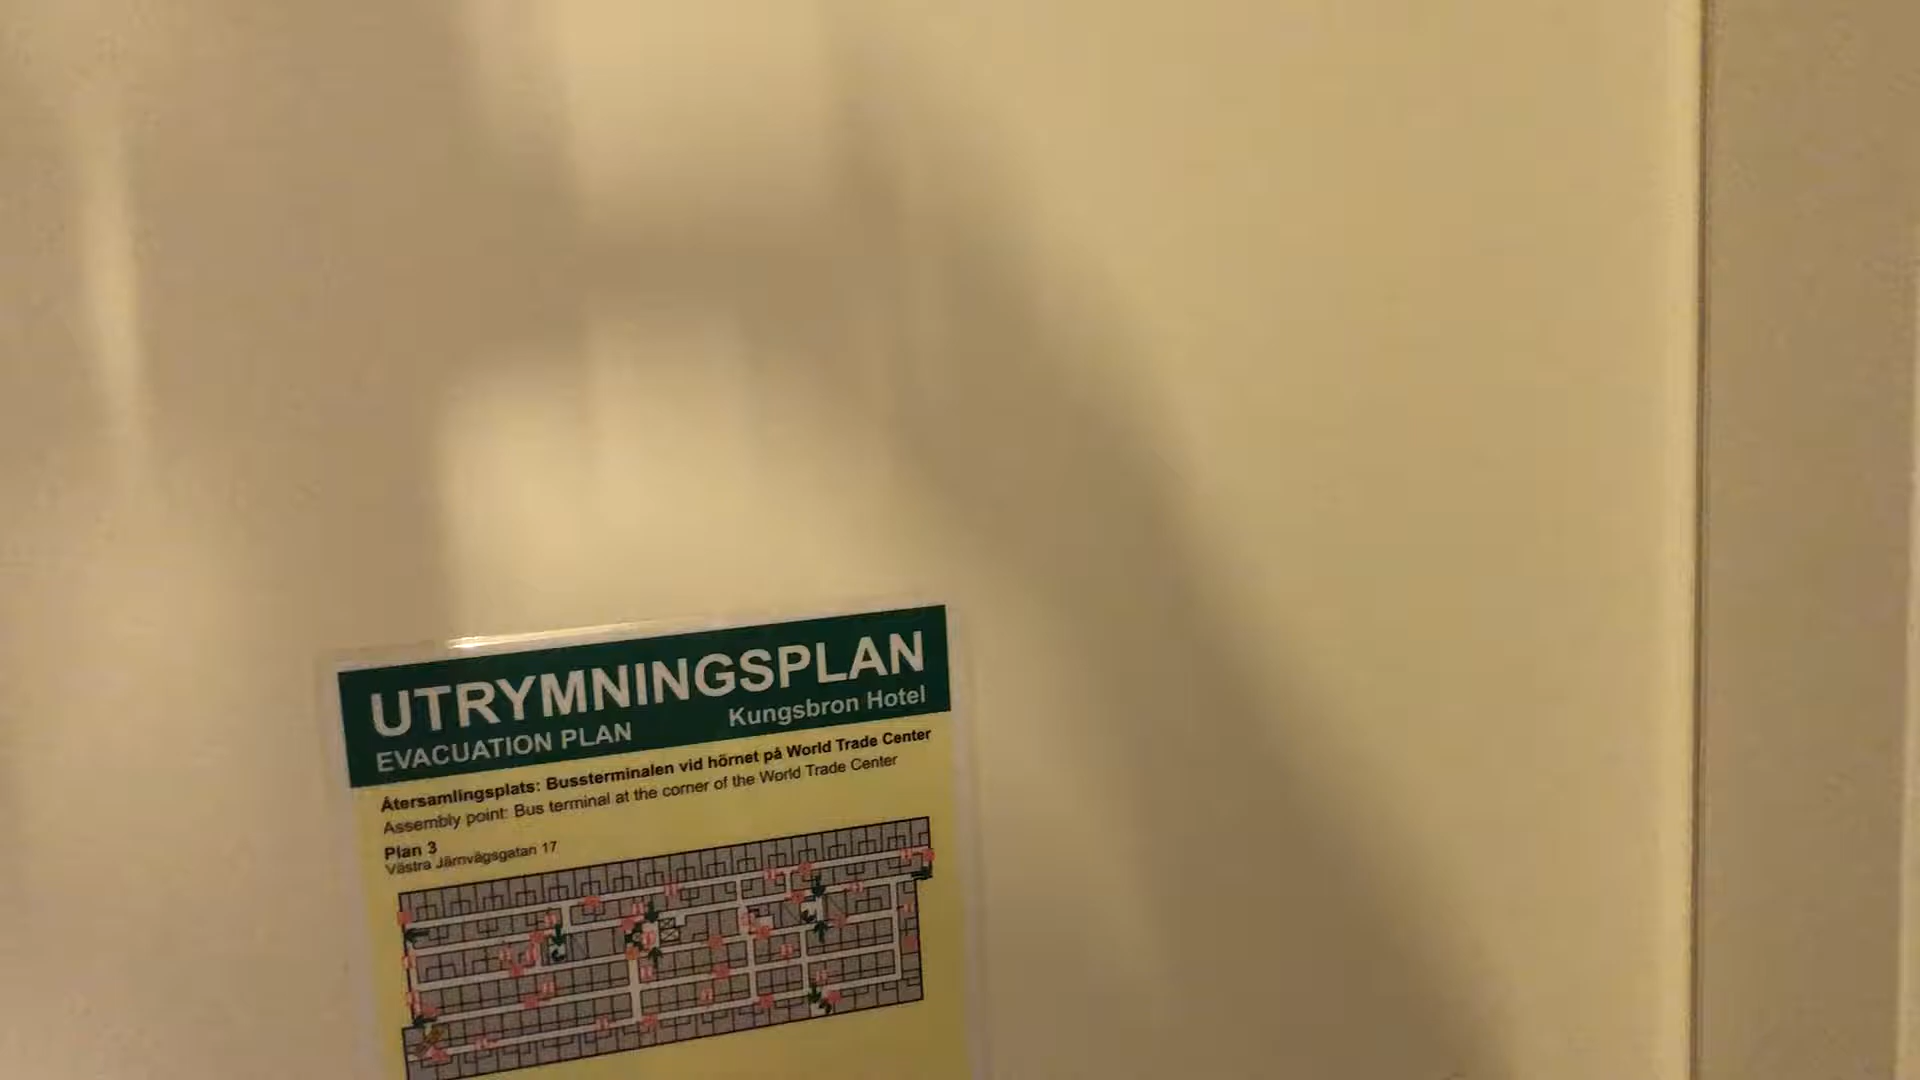 UTRYMNINGSPLAN
EVACUATION PLAN
Kungsbron Hotel
Återsamlingsplats: Bussterminalen vid hörnet på World Trade Center
Assembly point: Bus terminal at the corner of the World Trade Center
Plan 3
Västra Järnvägsgatan 17